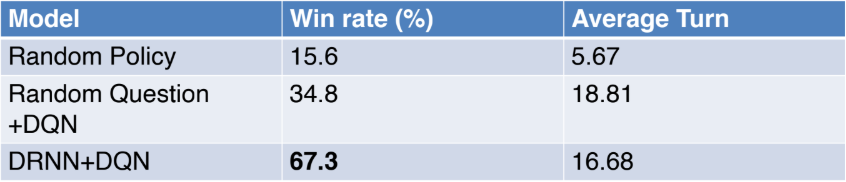 Model Win rate (%) Average Turn
Random Policy 15.6 5.67
Random Question 34.8 18.81
+DQN
DRNN+DQN 67.3 16.68